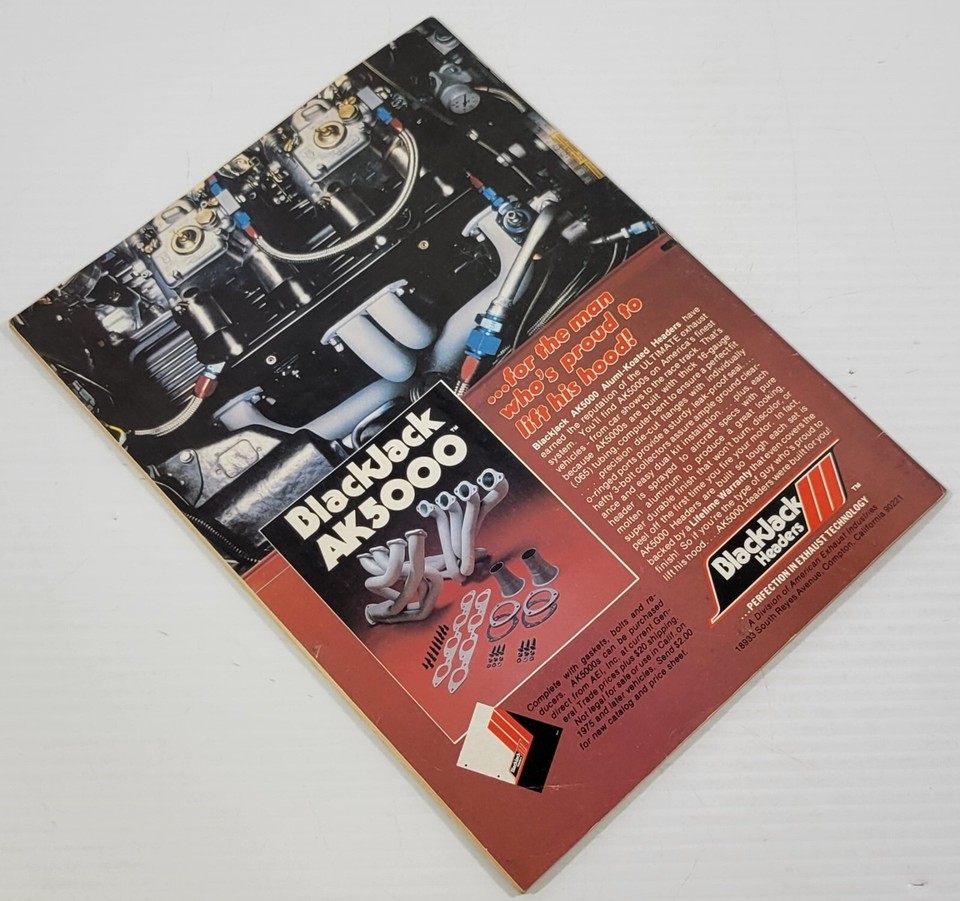 ...for the man
who's proud to
lift his hood!
BlackJack AK5000 Alumi-Koated Headers have
earned the reputation of the ULTIMATE exhaust
system. You'll find AK5000s on America's finest
vehicles - from car shows to the race track. That's
because AK5000s are built with thick 16-gauge
(.065) tubing computor bent to ensure a perfect fit
. . . precision diecut flanges, with individually
o-ringed ports provide a sturdy, leak-proof seal . . .
hefty 3-bolt collectors assure ample ground clear-
ance and easy dual kit installation . . . plus, each
header is sprayed to aircraft specs with pure
molten aluminum to produce a great looking
super durable finish that won't burn, discolor or
peel off the first time you fire your motor. In fact,
AK5000 Headers are built so tough, each set is
backed by a Lifetime Warranty that even covers the
finish! So if you're the type of guy who's proud to
lift his hood. . . AK5000 Headers were built for you!
BlackJack
AK5000™
BlackJack
Headers
™
...PERFECTION IN EXHAUST TECHNOLOGY
A Division of American Exhaust Industries
18933 South Reyes Avenue, Compton, California 90221
Complete with gaskets, bolts and re-
ducers. AK5000s can be purchased
direct from AEI, Inc. at current Gen-
eral Trade prices plus $20 shipping
Not legal for sale or use in Calif. on
1975 and later vehicles. Send $2.00
for new catalog and price sheet.